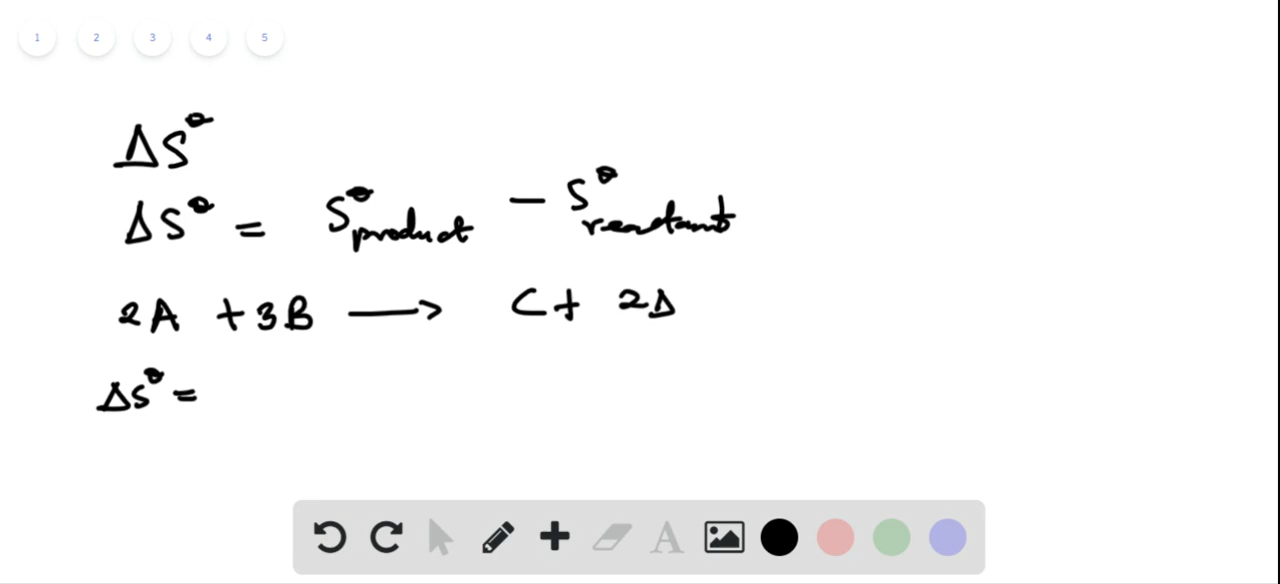 1 2 3 4 5
ΔS°
ΔS° = S°product - S°reactant
2A + 3B ⟶ C + 2D
ΔS° =
A